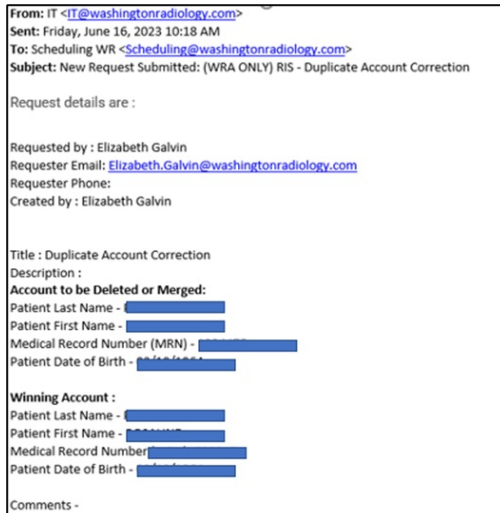 From: IT <IT@washingtonradiology.com>
Sent: Friday, June 16, 2023 10:18 AM
To: Scheduling WR <Scheduling@washingtonradiology.com>
Subject: New Request Submitted: (WRA ONLY) RIS - Duplicate Account Correction
Request details are :
Requested by : Elizabeth Galvin
Requester Email: Elizabeth.Galvin@washingtonradiology.com
Requester Phone:
Created by : Elizabeth Galvin
Title : Duplicate Account Correction
Description :
Account to be Deleted or Merged:
Patient Last Name -
Patient First Name -
Medical Record Number (MRN) -
Patient Date of Birth -
Winning Account :
Patient Last Name -
Patient First Name -
Medical Record Number
Patient Date of Birth -
Comments -